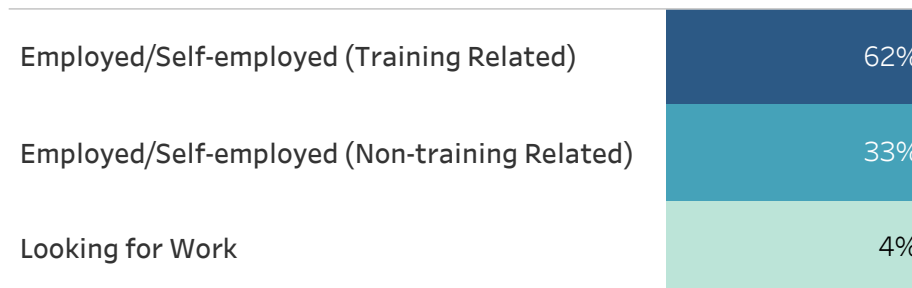 Employed/Self-employed (Training Related) 62%
Employed/Self-employed (Non-training Related) 33%
Looking for Work 4%